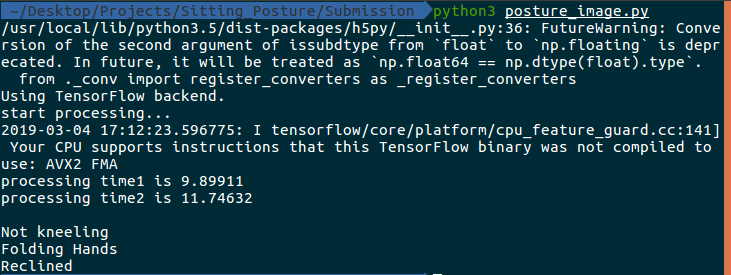 ~/Desktop/Projects/Sitting_Posture/Submission python3 posture_image.py
/usr/local/lib/python3.5/dist-packages/h5py/__init__.py:36: FutureWarning: Conve
rsion of the second argument of issubdtype from `float` to `np.floating` is depr
ecated. In future, it will be treated as `np.float64 == np.dtype(float).type`.
  from ._conv import register_converters as _register_converters
Using TensorFlow backend.
start processing...
2019-03-04 17:12:23.596775: I tensorflow/core/platform/cpu_feature_guard.cc:141]
 Your CPU supports instructions that this TensorFlow binary was not compiled to
use: AVX2 FMA
processing time1 is 9.89911
processing time2 is 11.74632
Not kneeling
Folding Hands
Reclined